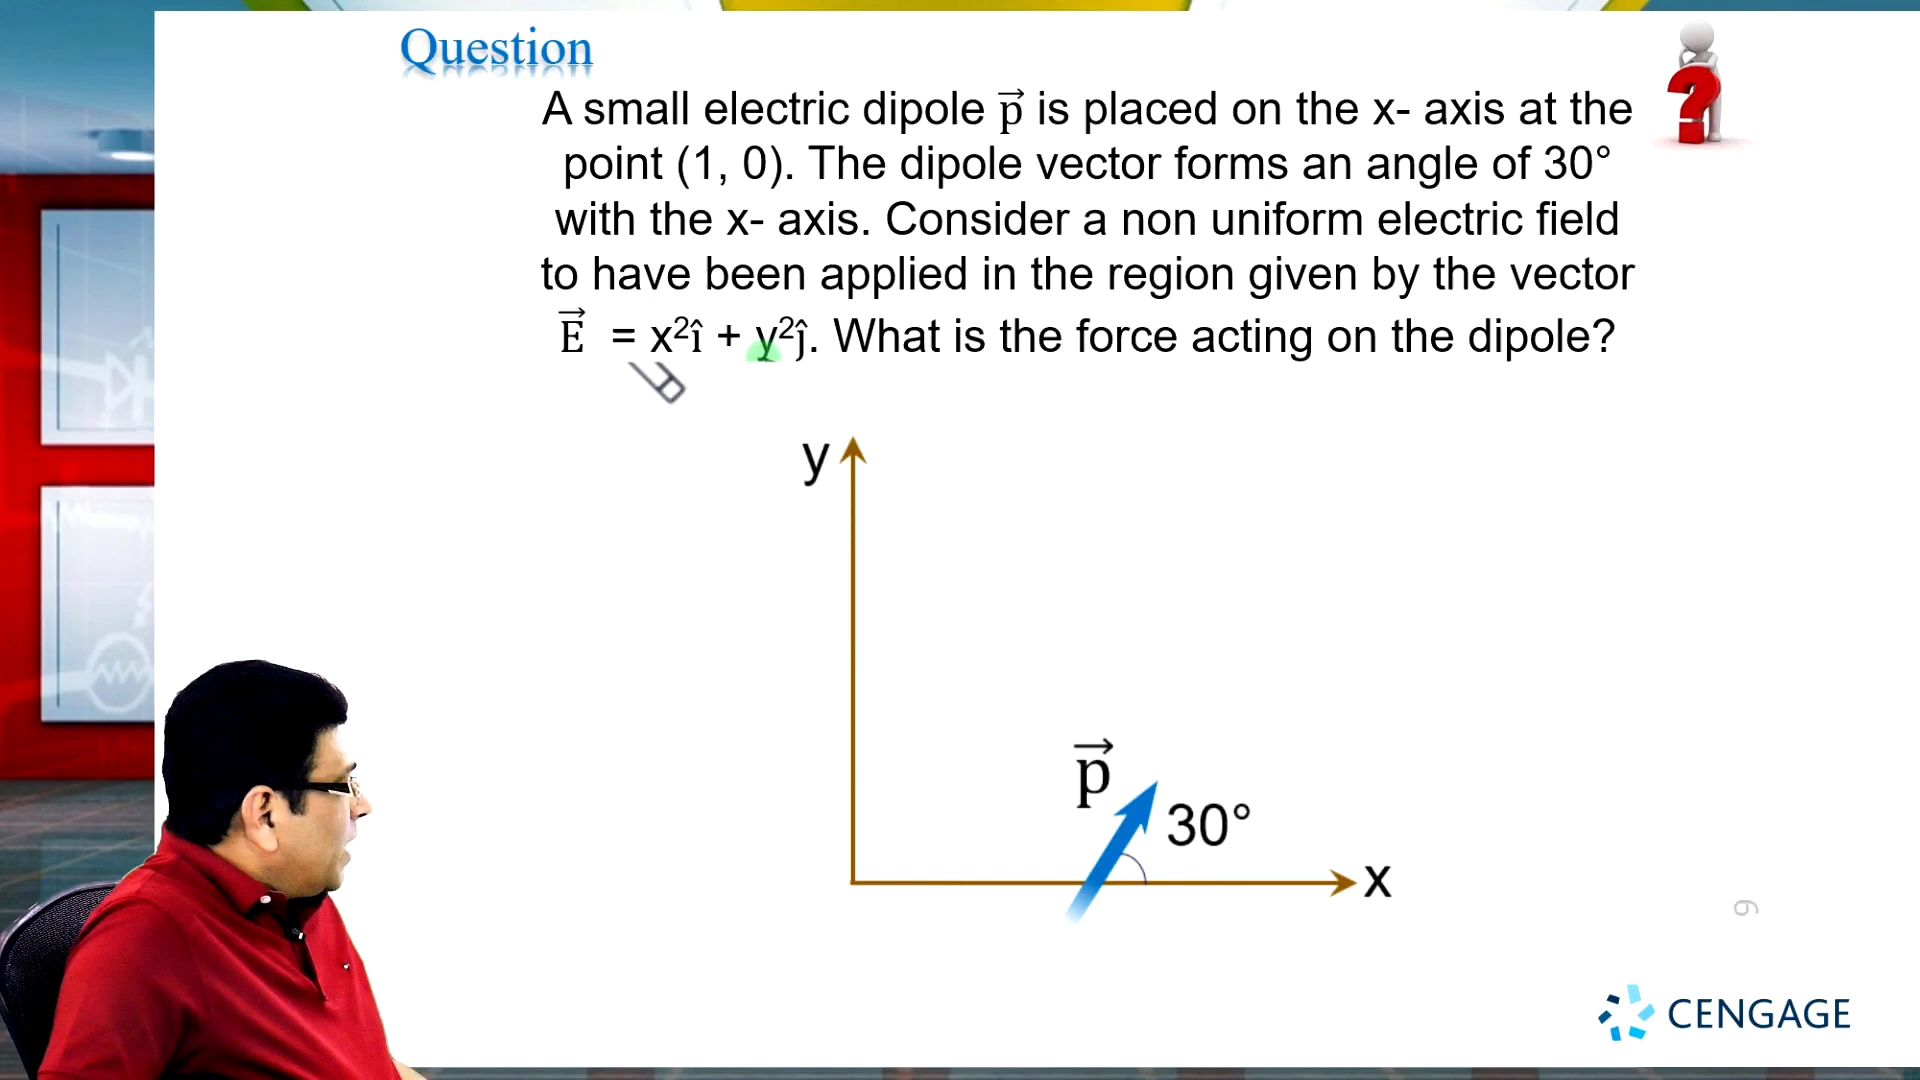 Question
A small electric dipole p⃗ is placed on the x- axis at the
point (1, 0). The dipole vector forms an angle of 30°
with the x- axis. Consider a non uniform electric field
to have been applied in the region given by the vector
E⃗ = x²î + y²ĵ. What is the force acting on the dipole?
y
p⃗
30°
x
6
CENGAGE